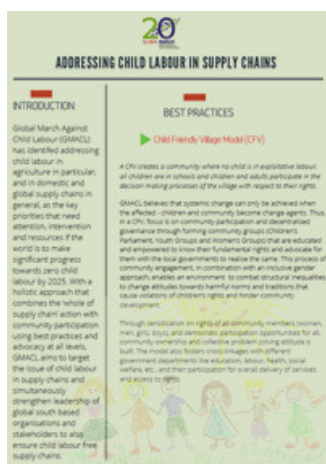 20
ADDRESSING CHILD LABOUR IN SUPPLY CHAINS
INTRODUCTION
Global March Against
Child Labour (GMACL)
has identified addressing
child labour in
agriculture in particular,
and in domestic and
global supply chains in
general, as the key
priorities that need
attention, intervention
and resources if the
world is to make
significant progress
towards zero child
labour by 2025. With a
holistic approach that
combines the 'whole of
supply chain' action with
community participation
using best practices and
advocacy at all levels,
GMACL aims to target
the issue of child labour
in supply chains and
simultaneously
strengthen leadership of
global south based
organisations and
stakeholders to also
ensure child labour free
supply chains.
BEST PRACTICES
Child Friendly Village Model (CFV)
A CFV creates a community where no child is in exploitative labour,
all children are in schools and children and adults participate in the
decision making processes of the village with respect to their rights.
GMACL believes that systemic change can only be achieved when
the affected - children and community become change agents. Thus,
in a CFV, focus is on community participation and decentralised
governance through forming community groups (Children's
Parliament, Youth Groups and Women's Groups) that are educated
and empowered to know their fundamental rights and advocate for
them with the local governments to realise the same. This process of
community engagement, in combination with an inclusive gender
approach, enables an environment to combat structural inequalities
to change attitudes towards harmful norms and traditions that
cause violations of children's rights and hinder community
development.
Through sensitisation on rights of all community members (women,
men, girls, boys), and democratic participation opportunities for all,
community ownership and collective problem solving attitude is
built. The model also fosters cross-linkages with different
government departments like education, labour, health, social
welfare, etc., and their participation for overall delivery of services
and access to rights.